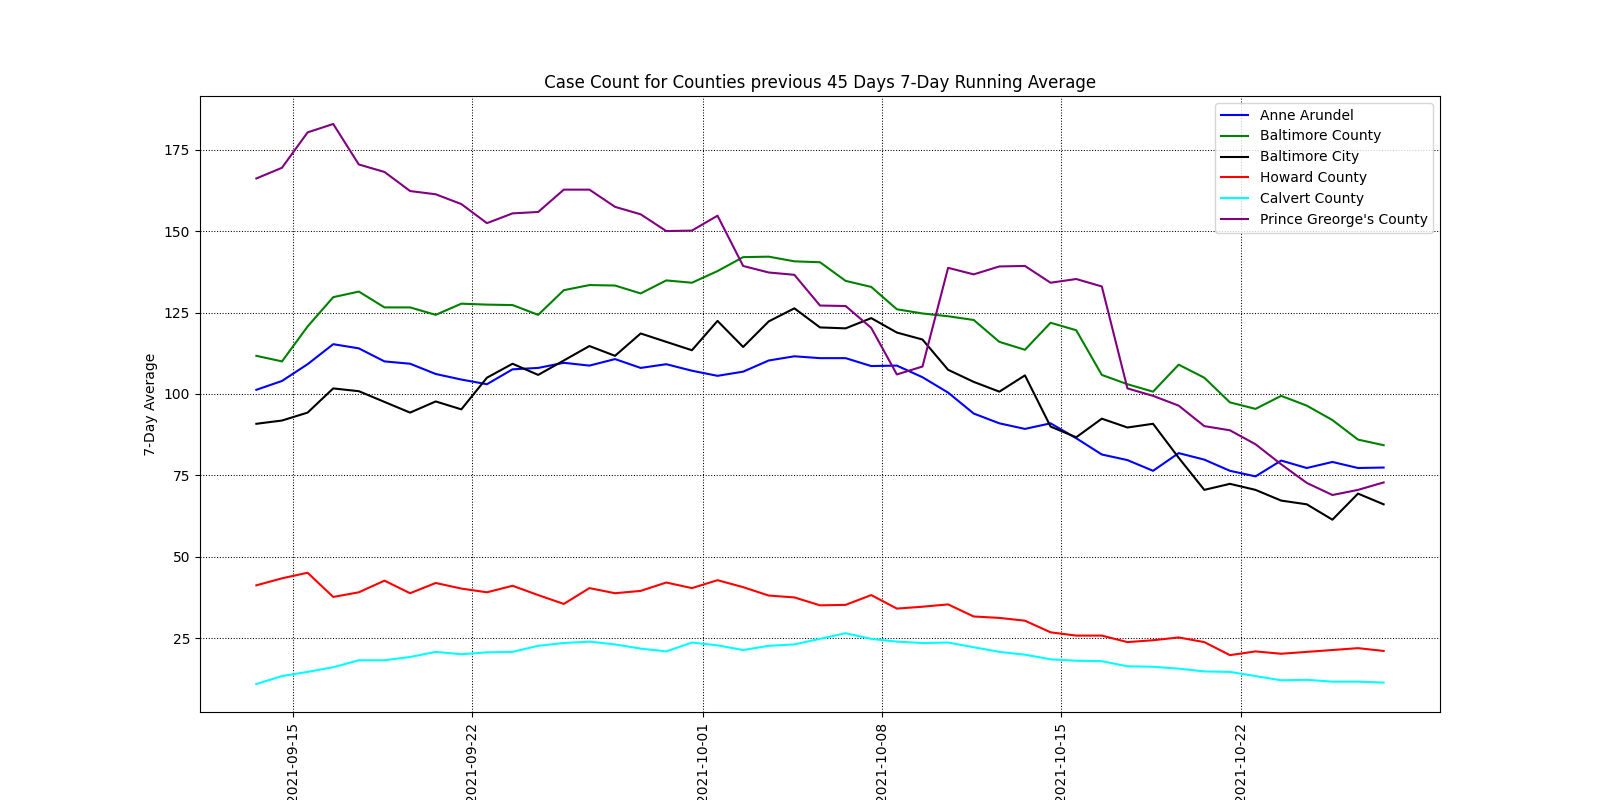 Case Count for Counties previous 45 Days 7-Day Running Average
Anne Arundel
Baltimore County
Baltimore City
Howard County
Calvert County
Prince Greorge's County
7-Day Average
175
150
125
100
75
50
25
2021-09-15
2021-09-22
2021-10-01
2021-10-08
2021-10-15
2021-10-22